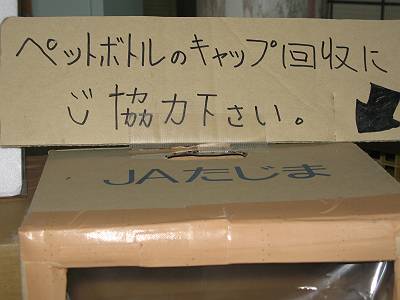 ペットボトルのキャップ回収に
ご協力下さい。
JAたじま